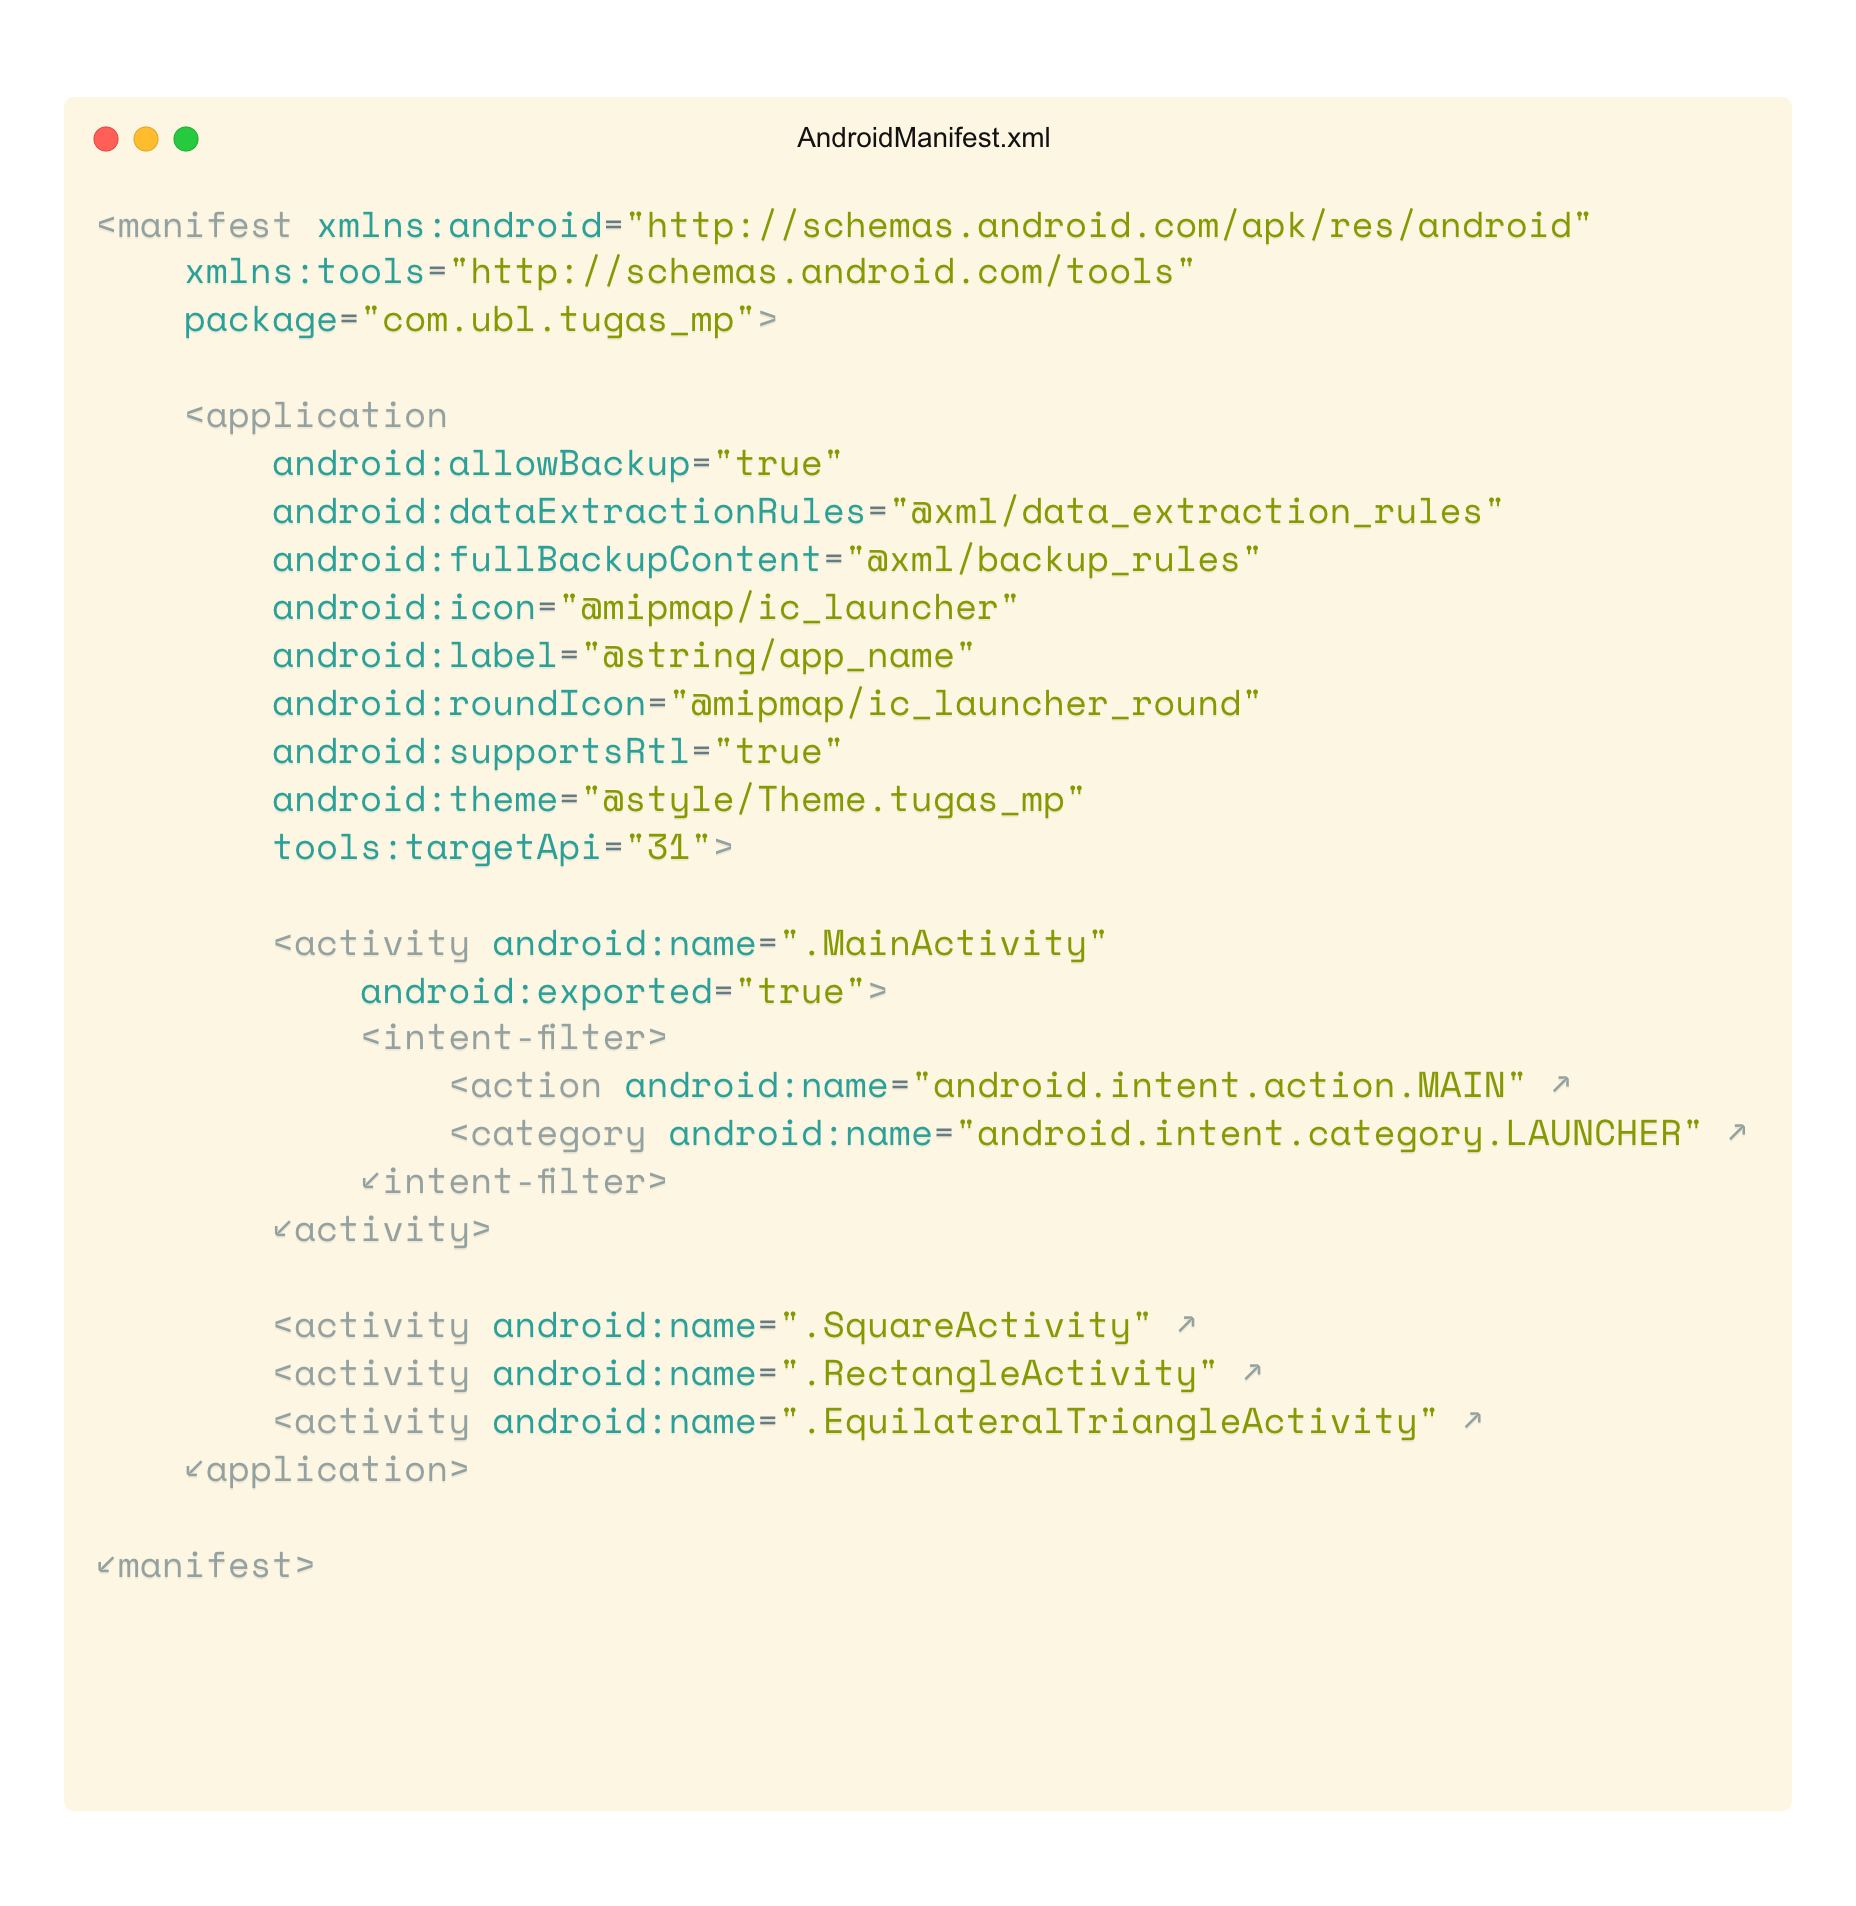 AndroidManifest.xml
<manifest xmlns:android="http://schemas.android.com/apk/res/android"
    xmlns:tools="http://schemas.android.com/tools"
    package="com.ubl.tugas_mp">
    <application
        android:allowBackup="true"
        android:dataExtractionRules="@xml/data_extraction_rules"
        android:fullBackupContent="@xml/backup_rules"
        android:icon="@mipmap/ic_launcher"
        android:label="@string/app_name"
        android:roundIcon="@mipmap/ic_launcher_round"
        android:supportsRtl="true"
        android:theme="@style/Theme.tugas_mp"
        tools:targetApi="31">
        <activity android:name=".MainActivity"
            android:exported="true">
            <intent-filter>
                <action android:name="android.intent.action.MAIN" ↗
                <category android:name="android.intent.category.LAUNCHER" ↗
            ↙intent-filter>
        ↙activity>
        <activity android:name=".SquareActivity" ↗
        <activity android:name=".RectangleActivity" ↗
        <activity android:name=".EquilateralTriangleActivity" ↗
    ↙application>
↙manifest>